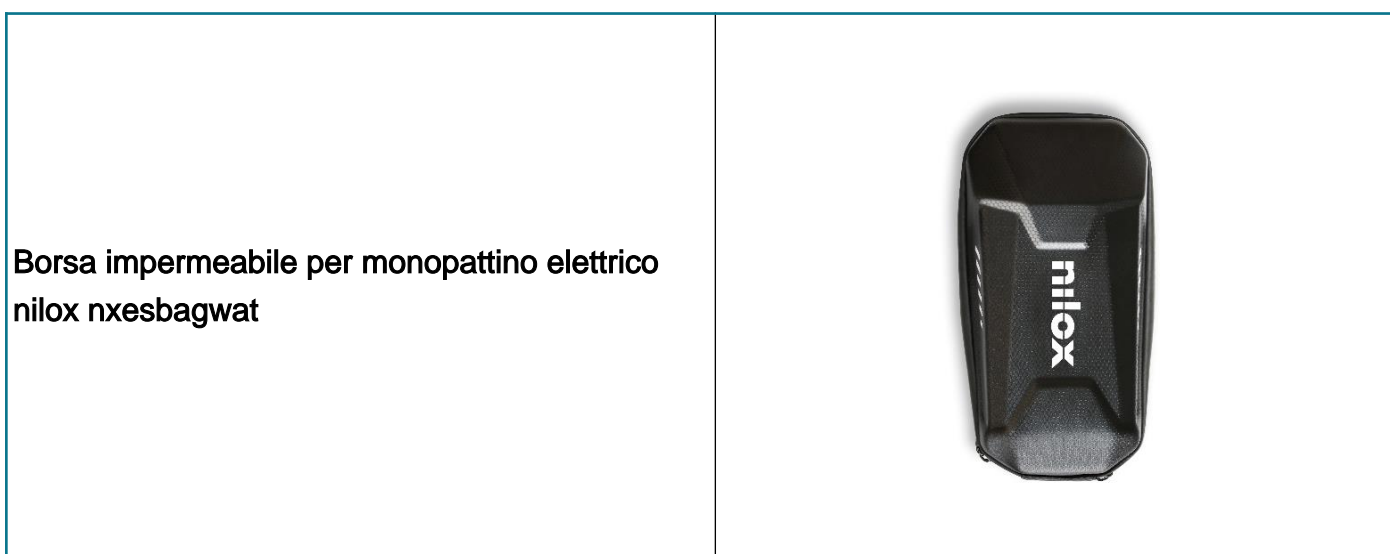 Borsa impermeabile per monopattino elettrico
nilox nxesbagwat
nilox